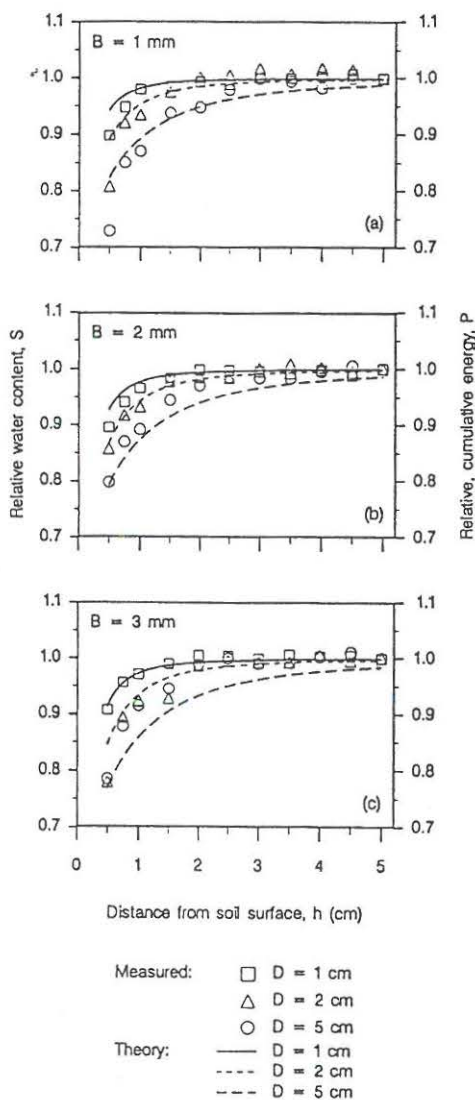 1.1 1.1
B = 1 mm
1.0 1.0
0.9 0.9
0.8 0.8
(a)
0.7 0.7
1.1 1.1
B = 2 mm
1.0 1.0
0.9 0.9
0.8 0.8
(b)
0.7 0.7
Relative water content, S
Relative, cumulative energy, P
1.1 1.1
B = 3 mm
1.0 1.0
0.9 0.9
0.8 0.8
(c)
0.7 0.7
0 1 2 3 4 5
Distance from soil surface, h (cm)
Measured: D = 1 cm
D = 2 cm
D = 5 cm
Theory: D = 1 cm
D = 2 cm
D = 5 cm